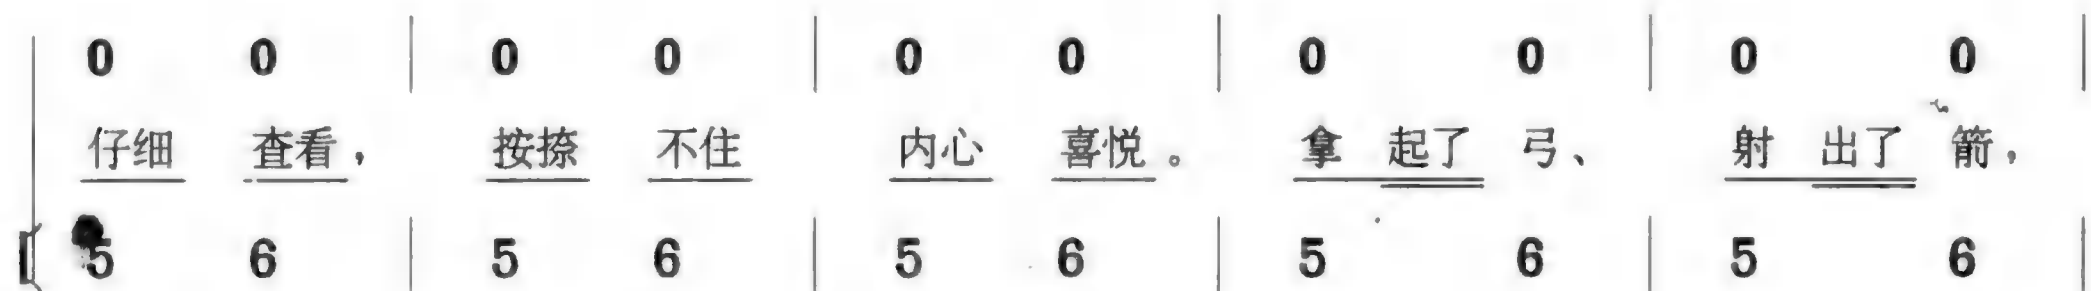 0 0 | 0 0 | 0 0 | 0 0 | 0 0 |
仔细 查看， 按捺 不住 内心 喜悦。 拿 起了 弓、 射 出了 箭，
5 6 | 5 6 | 5 6 | 5 6 | 5 6 |